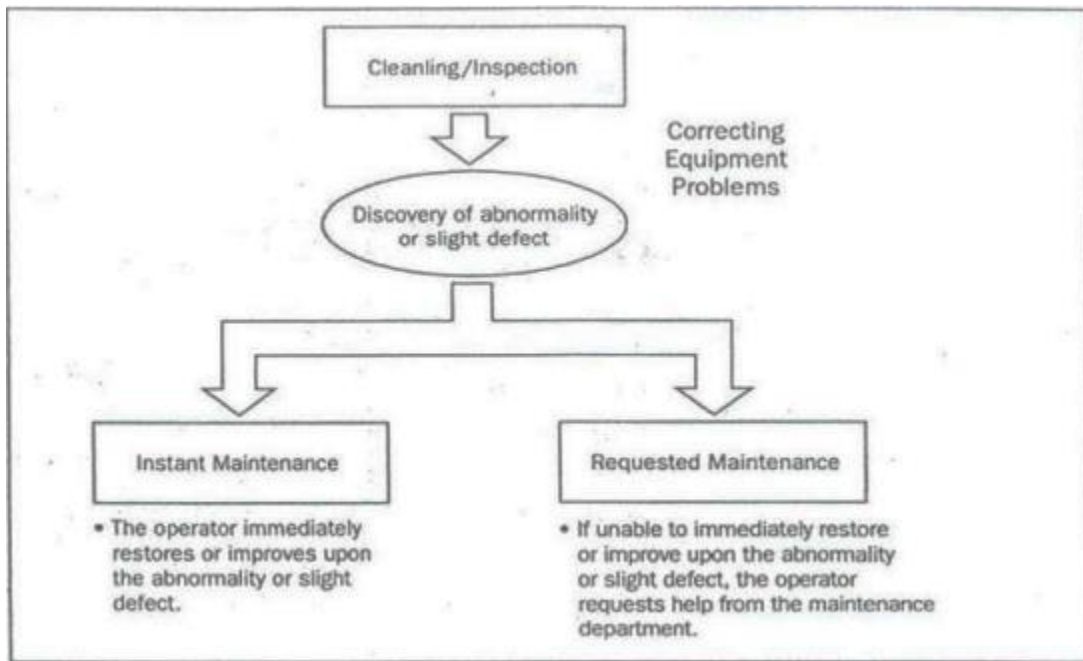 Cleanling/Inspection
Correcting
Equipment
Problems
Discovery of abnormality
or slight defect
Instant Maintenance
Requested Maintenance
• The operator immediately
restores or improves upon
the abnormality or slight
defect.
• If unable to immediately restore
or improve upon the abnormality
or slight defect, the operator
requests help from the maintenance
department.